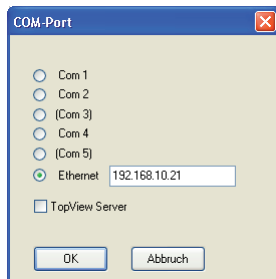 COM-Port
Com 1
Com 2
(Com 3)
Com 4
(Com 5)
Ethernet 192.168.10.21
TopView Server
OK Abbruch